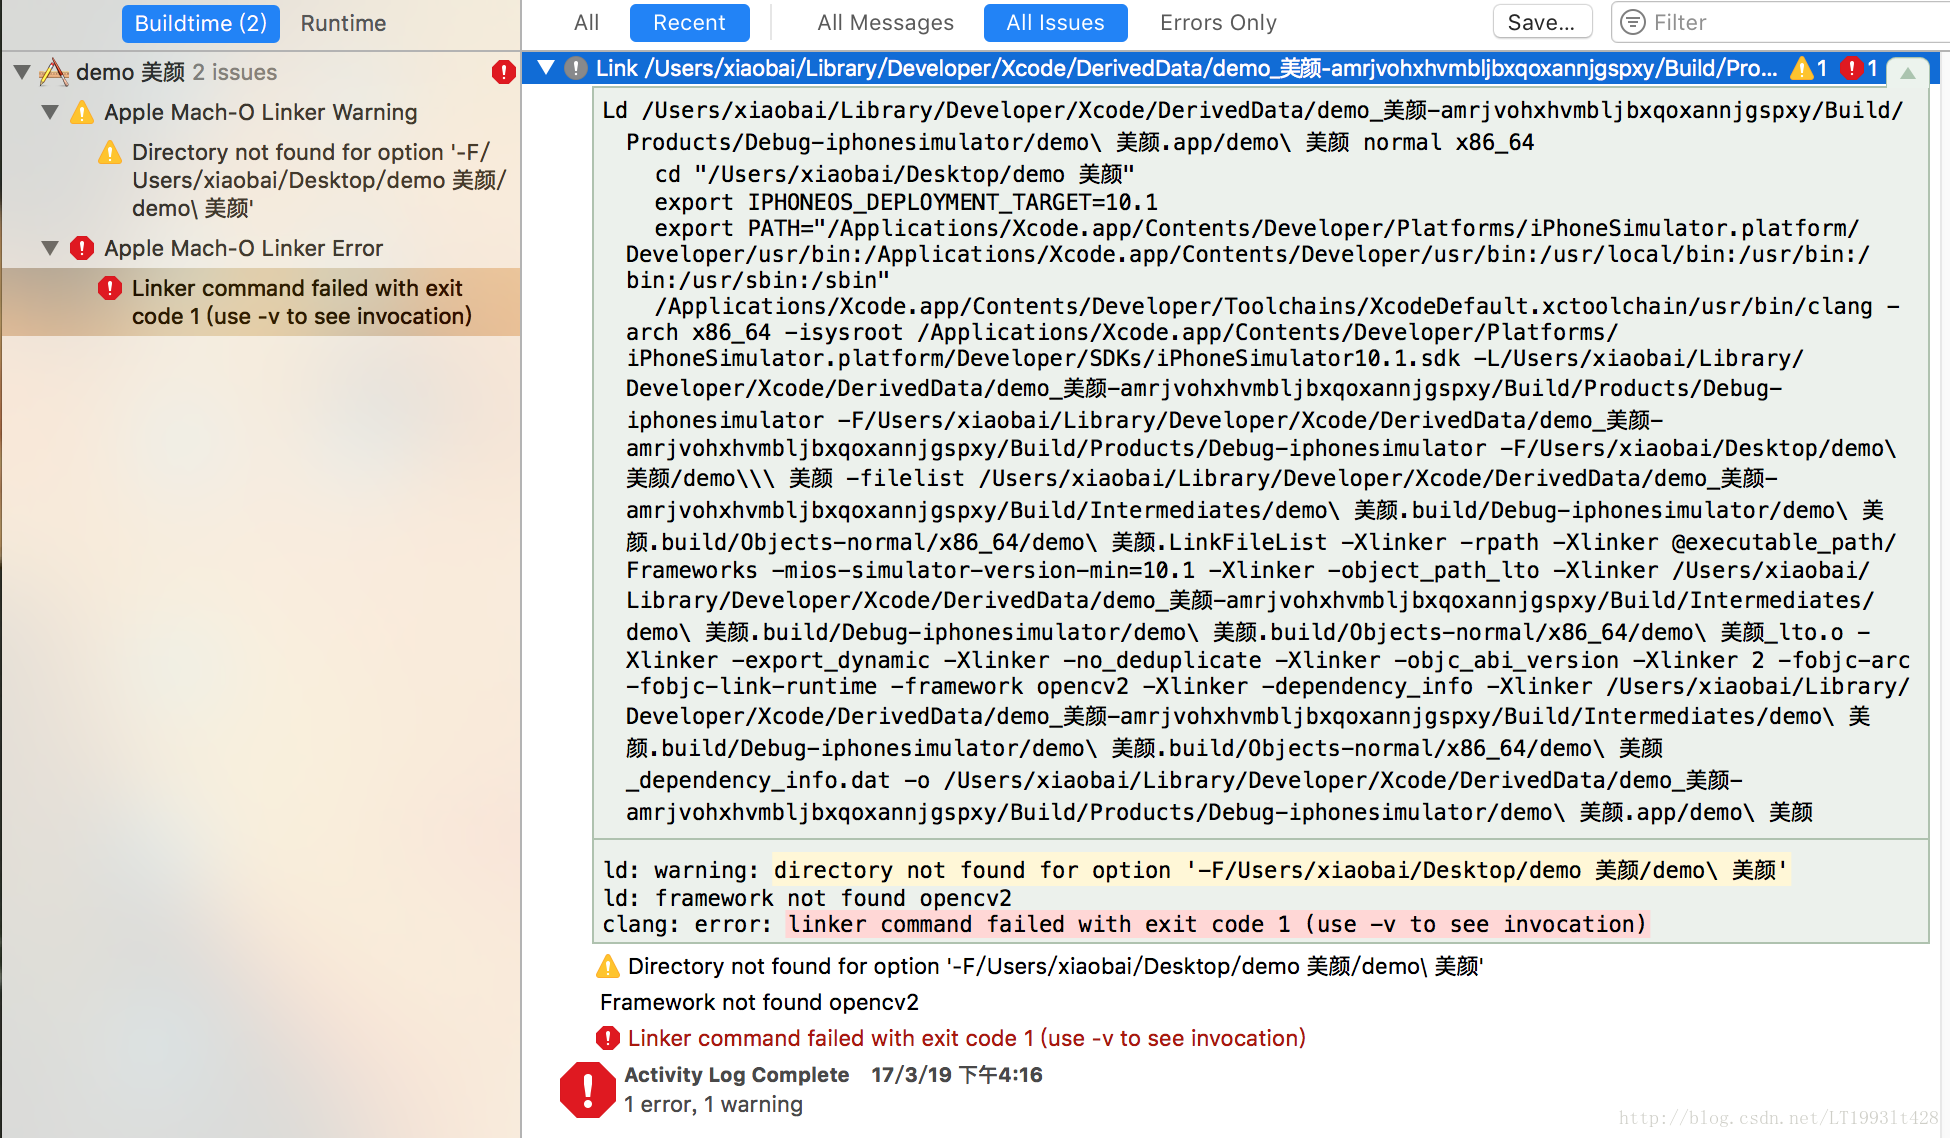 Buildtime (2)
Runtime
All
Recent
All Messages
All Issues
Errors Only
Save...
Filter
demo 美颜 2 issues
Apple Mach-O Linker Warning
Directory not found for option '-F/
Users/xiaobai/Desktop/demo 美颜/
demo\ 美颜'
Apple Mach-O Linker Error
Linker command failed with exit
code 1 (use -v to see invocation)
Link /Users/xiaobai/Library/Developer/Xcode/DerivedData/demo_美颜-amrjvohxhvmbljbxqoxannjgspxy/Build/Pro... 1 1
Ld /Users/xiaobai/Library/Developer/Xcode/DerivedData/demo_美颜-amrjvohxhvmbljbxqoxannjgspxy/Build/
Products/Debug-iphonesimulator/demo\ 美颜.app/demo\ 美颜 normal x86_64
cd "/Users/xiaobai/Desktop/demo 美颜"
export IPHONEOS_DEPLOYMENT_TARGET=10.1
export PATH="/Applications/Xcode.app/Contents/Developer/Platforms/iPhoneSimulator.platform/
Developer/usr/bin:/Applications/Xcode.app/Contents/Developer/usr/bin:/usr/local/bin:/usr/bin:/
bin:/usr/sbin:/sbin"
/Applications/Xcode.app/Contents/Developer/Toolchains/XcodeDefault.xctoolchain/usr/bin/clang -
arch x86_64 -isysroot /Applications/Xcode.app/Contents/Developer/Platforms/
iPhoneSimulator.platform/Developer/SDKs/iPhoneSimulator10.1.sdk -L/Users/xiaobai/Library/
Developer/Xcode/DerivedData/demo_美颜-amrjvohxhvmbljbxqoxannjgspxy/Build/Products/Debug-
iphonesimulator -F/Users/xiaobai/Library/Developer/Xcode/DerivedData/demo_美颜-
amrjvohxhvmbljbxqoxannjgspxy/Build/Products/Debug-iphonesimulator -F/Users/xiaobai/Desktop/demo\
美颜/demo\\\ 美颜 -filelist /Users/xiaobai/Library/Developer/Xcode/DerivedData/demo_美颜-
amrjvohxhvmbljbxqoxannjgspxy/Build/Intermediates/demo\ 美颜.build/Debug-iphonesimulator/demo\ 美
颜.build/Objects-normal/x86_64/demo\ 美颜.LinkFileList -Xlinker -rpath -Xlinker @executable_path/
Frameworks -mios-simulator-version-min=10.1 -Xlinker -object_path_lto -Xlinker /Users/xiaobai/
Library/Developer/Xcode/DerivedData/demo_美颜-amrjvohxhvmbljbxqoxannjgspxy/Build/Intermediates/
demo\ 美颜.build/Debug-iphonesimulator/demo\ 美颜.build/Objects-normal/x86_64/demo\ 美颜_lto.o -
Xlinker -export_dynamic -Xlinker -no_deduplicate -Xlinker -objc_abi_version -Xlinker 2 -fobjc-arc
-fobjc-link-runtime -framework opencv2 -Xlinker -dependency_info -Xlinker /Users/xiaobai/Library/
Developer/Xcode/DerivedData/demo_美颜-amrjvohxhvmbljbxqoxannjgspxy/Build/Intermediates/demo\ 美
颜.build/Debug-iphonesimulator/demo\ 美颜.build/Objects-normal/x86_64/demo\ 美颜
_dependency_info.dat -o /Users/xiaobai/Library/Developer/Xcode/DerivedData/demo_美颜-
amrjvohxhvmbljbxqoxannjgspxy/Build/Products/Debug-iphonesimulator/demo\ 美颜.app/demo\ 美颜
ld: warning: directory not found for option '-F/Users/xiaobai/Desktop/demo 美颜/demo\ 美颜'
ld: framework not found opencv2
clang: error: linker command failed with exit code 1 (use -v to see invocation)
Directory not found for option '-F/Users/xiaobai/Desktop/demo 美颜/demo\ 美颜'
Framework not found opencv2
Linker command failed with exit code 1 (use -v to see invocation)
Activity Log Complete 17/3/19 下午4:16
1 error, 1 warning
http://blog.csdn.net/LT1993lt428